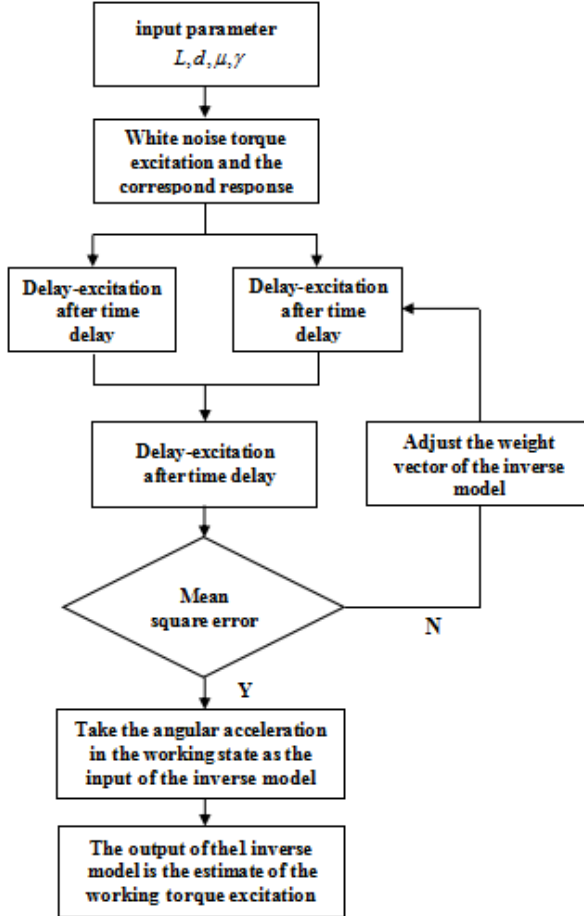 input parameter
L,d,μ,γ
White noise torque
excitation and the
correspond response
Delay-excitation
after time
delay
Delay-excitation
after time
delay
Delay-excitation
after time delay
Adjust the weight
vector of the inverse
model
Mean
square error
N
Y
Take the angular acceleration
in the working state as the
input of the inverse model
The output of thel inverse
model is the estimate of the
working torque excitation